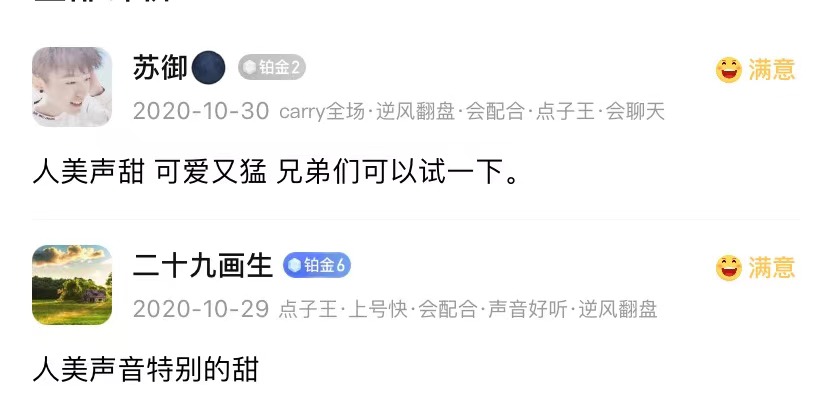 苏御🌑 铂金2 满意
2020-10-30 carry全场·逆风翻盘·会配合·点子王·会聊天
人美声甜 可爱又猛 兄弟们可以试一下。
二十九画生 铂金6 满意
2020-10-29 点子王·上号快·会配合·声音好听·逆风翻盘
人美声音特别的甜